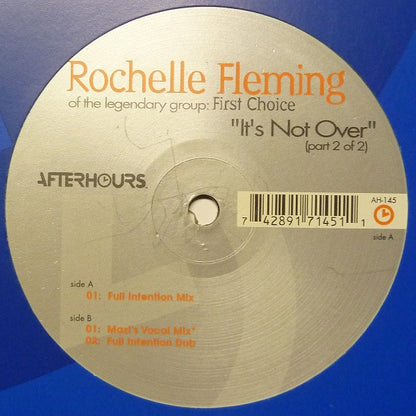 Rochelle Fleming
of the legendary group: First Choice
"It's Not Over"
(part 2 of 2)
AFTERHOURS
AH-145
7 42891 71451 1
side A
side A
01: Full Intention Mix
side B
01: Mazi's Vocal Mix*
02: Full Intention Dub